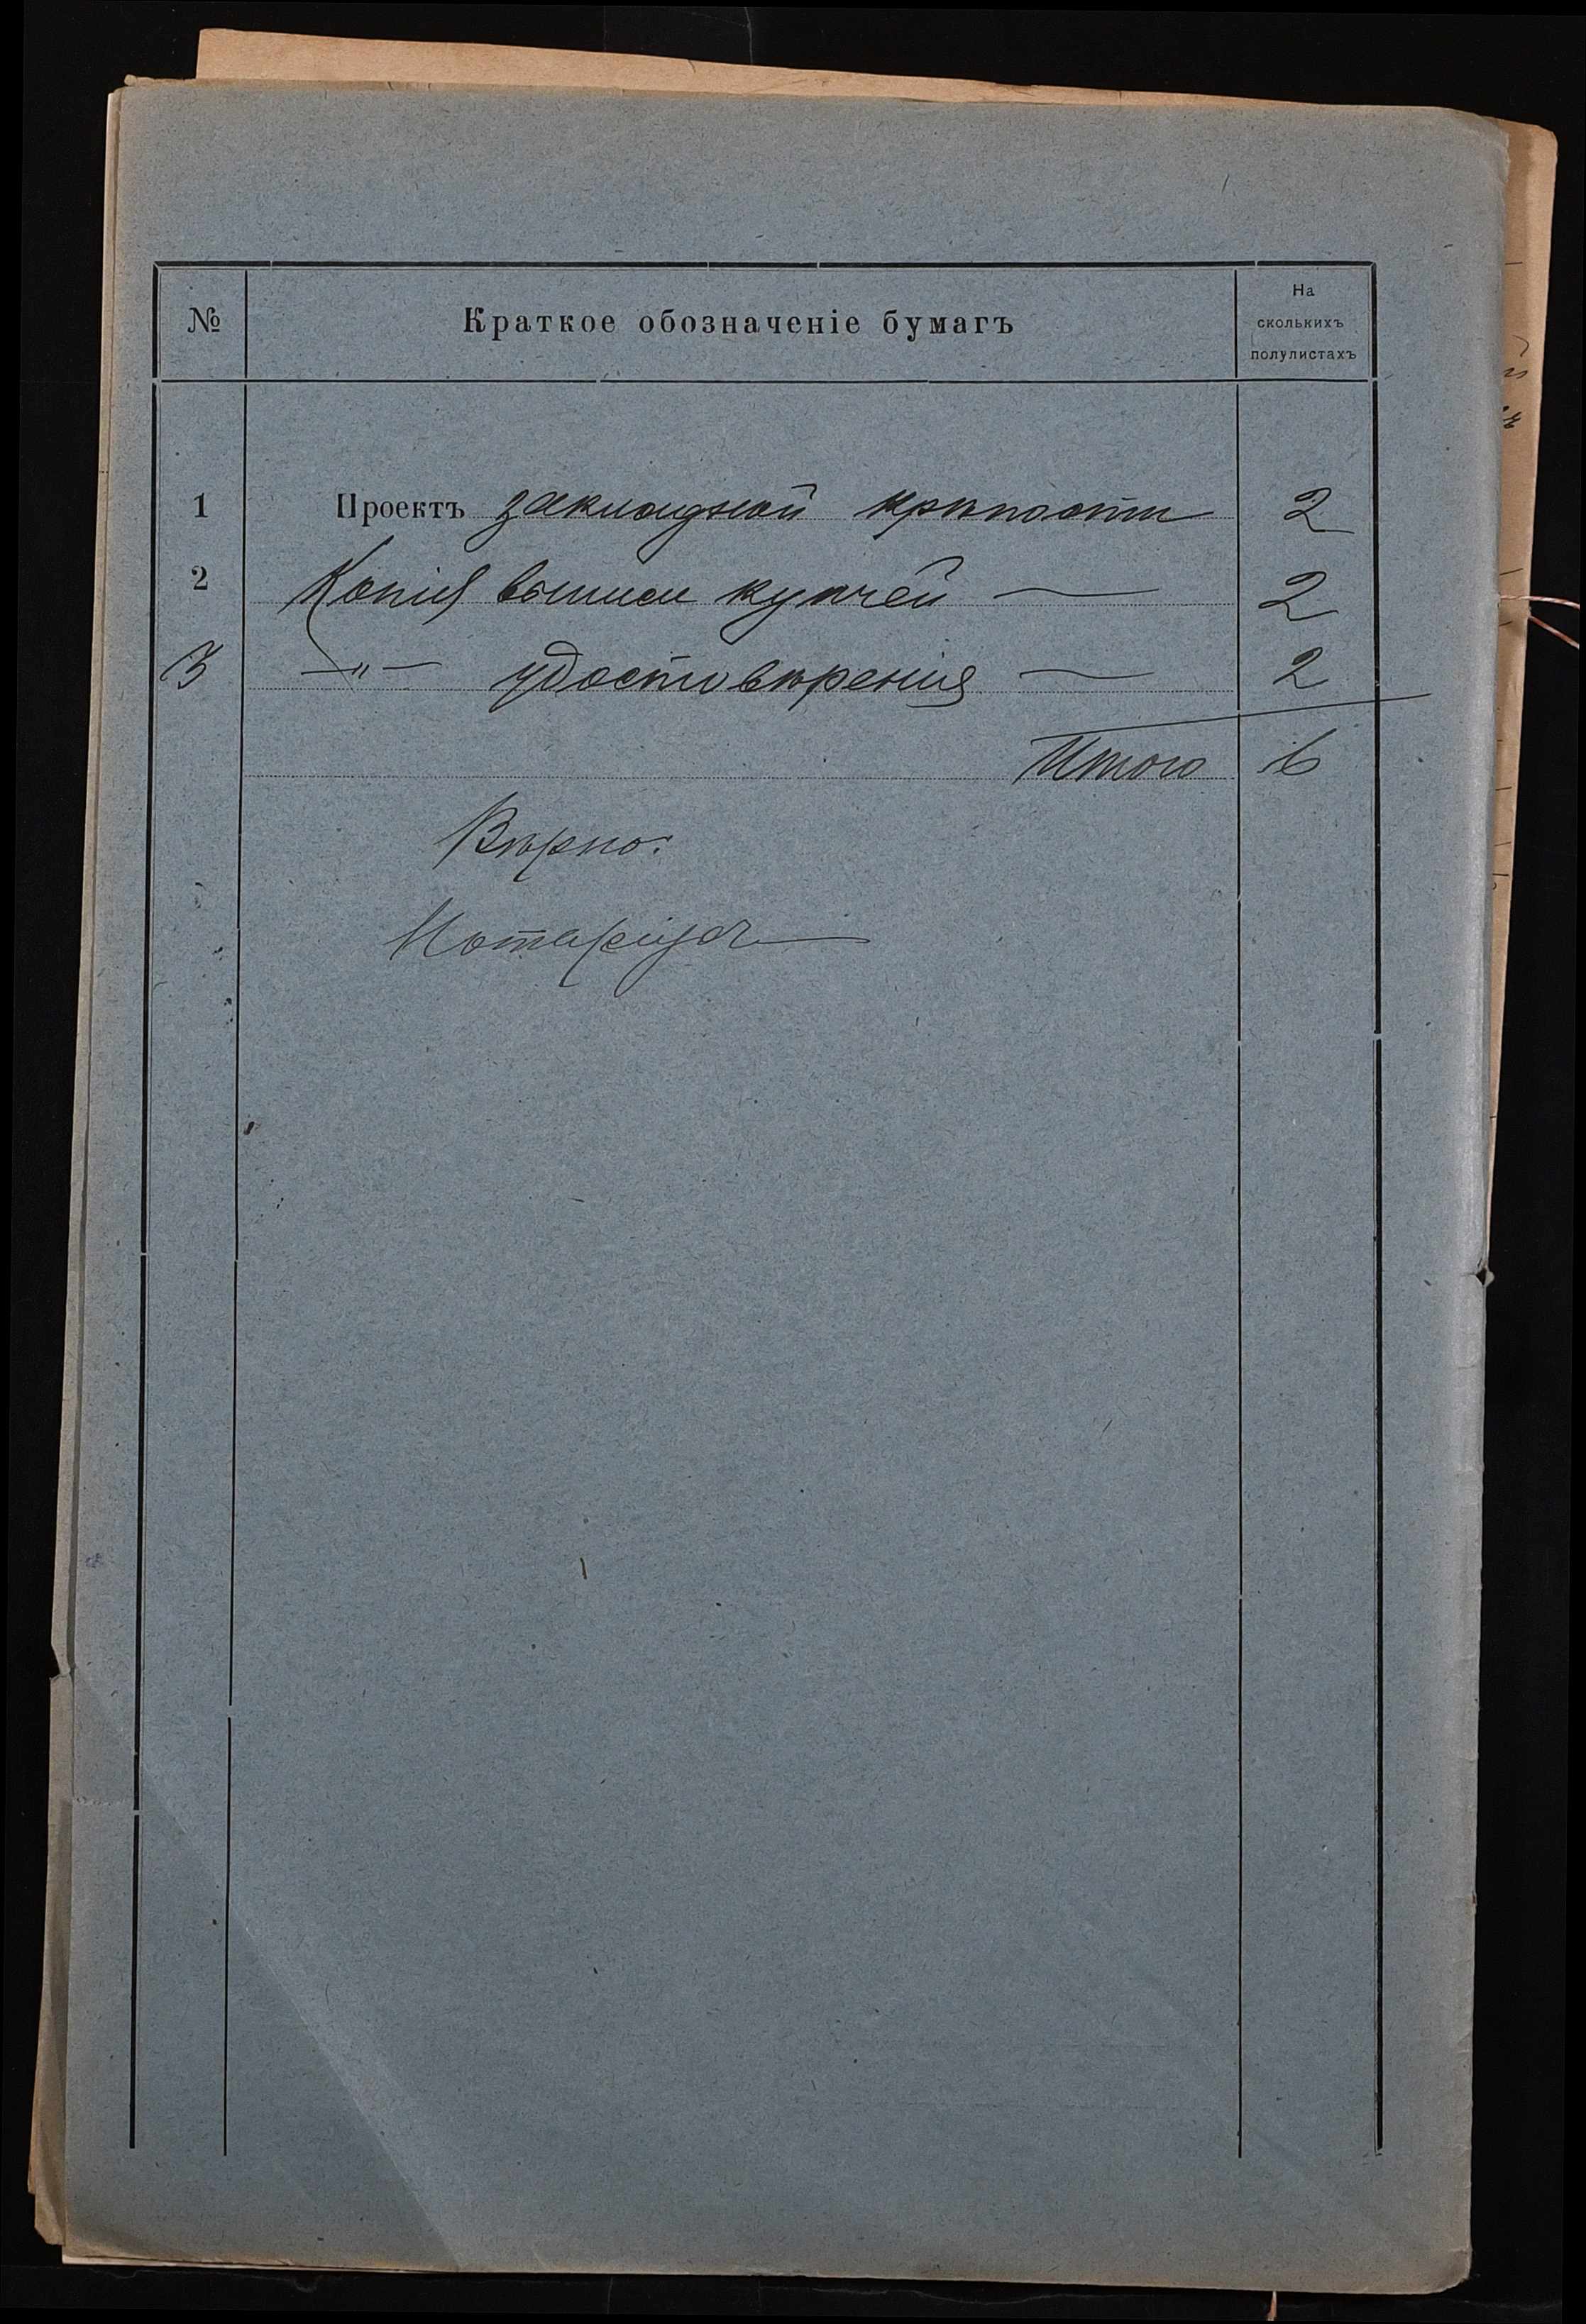 № Краткое обозначеніе бумагъ На сколькихъ полулистахъ
1 Проектъ закладной крѣпости 2
2 Копія выписи купчей — 2
3 —"— удостовѣренія — 2
Итого 6
Вѣрно:
Нотаріусъ